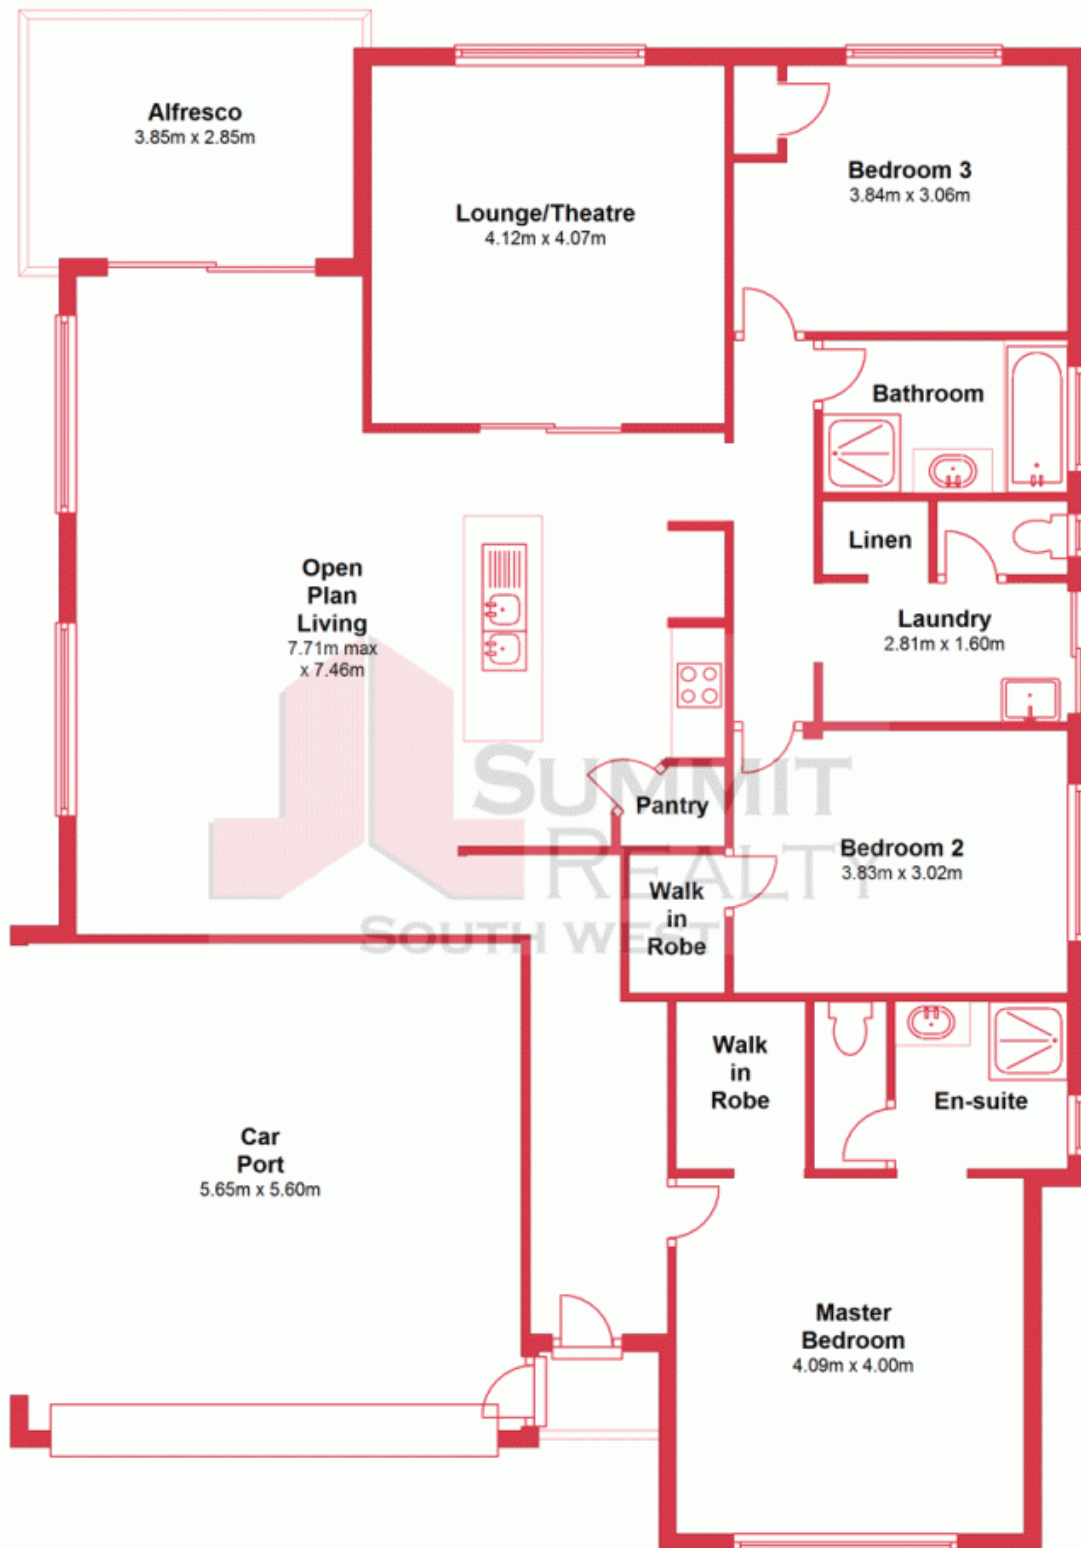 Alfresco
3.85m x 2.85m
Lounge/Theatre
4.12m x 4.07m
Bedroom 3
3.84m x 3.06m
Bathroom
Linen
Laundry
2.81m x 1.60m
Open
Plan
Living
7.71m max
x 7.46m
Pantry
SUMMIT
REALTY
SOUTH WEST
Bedroom 2
3.83m x 3.02m
Walk
in
Robe
Walk
in
Robe
En-suite
Car
Port
5.65m x 5.60m
Master
Bedroom
4.09m x 4.00m